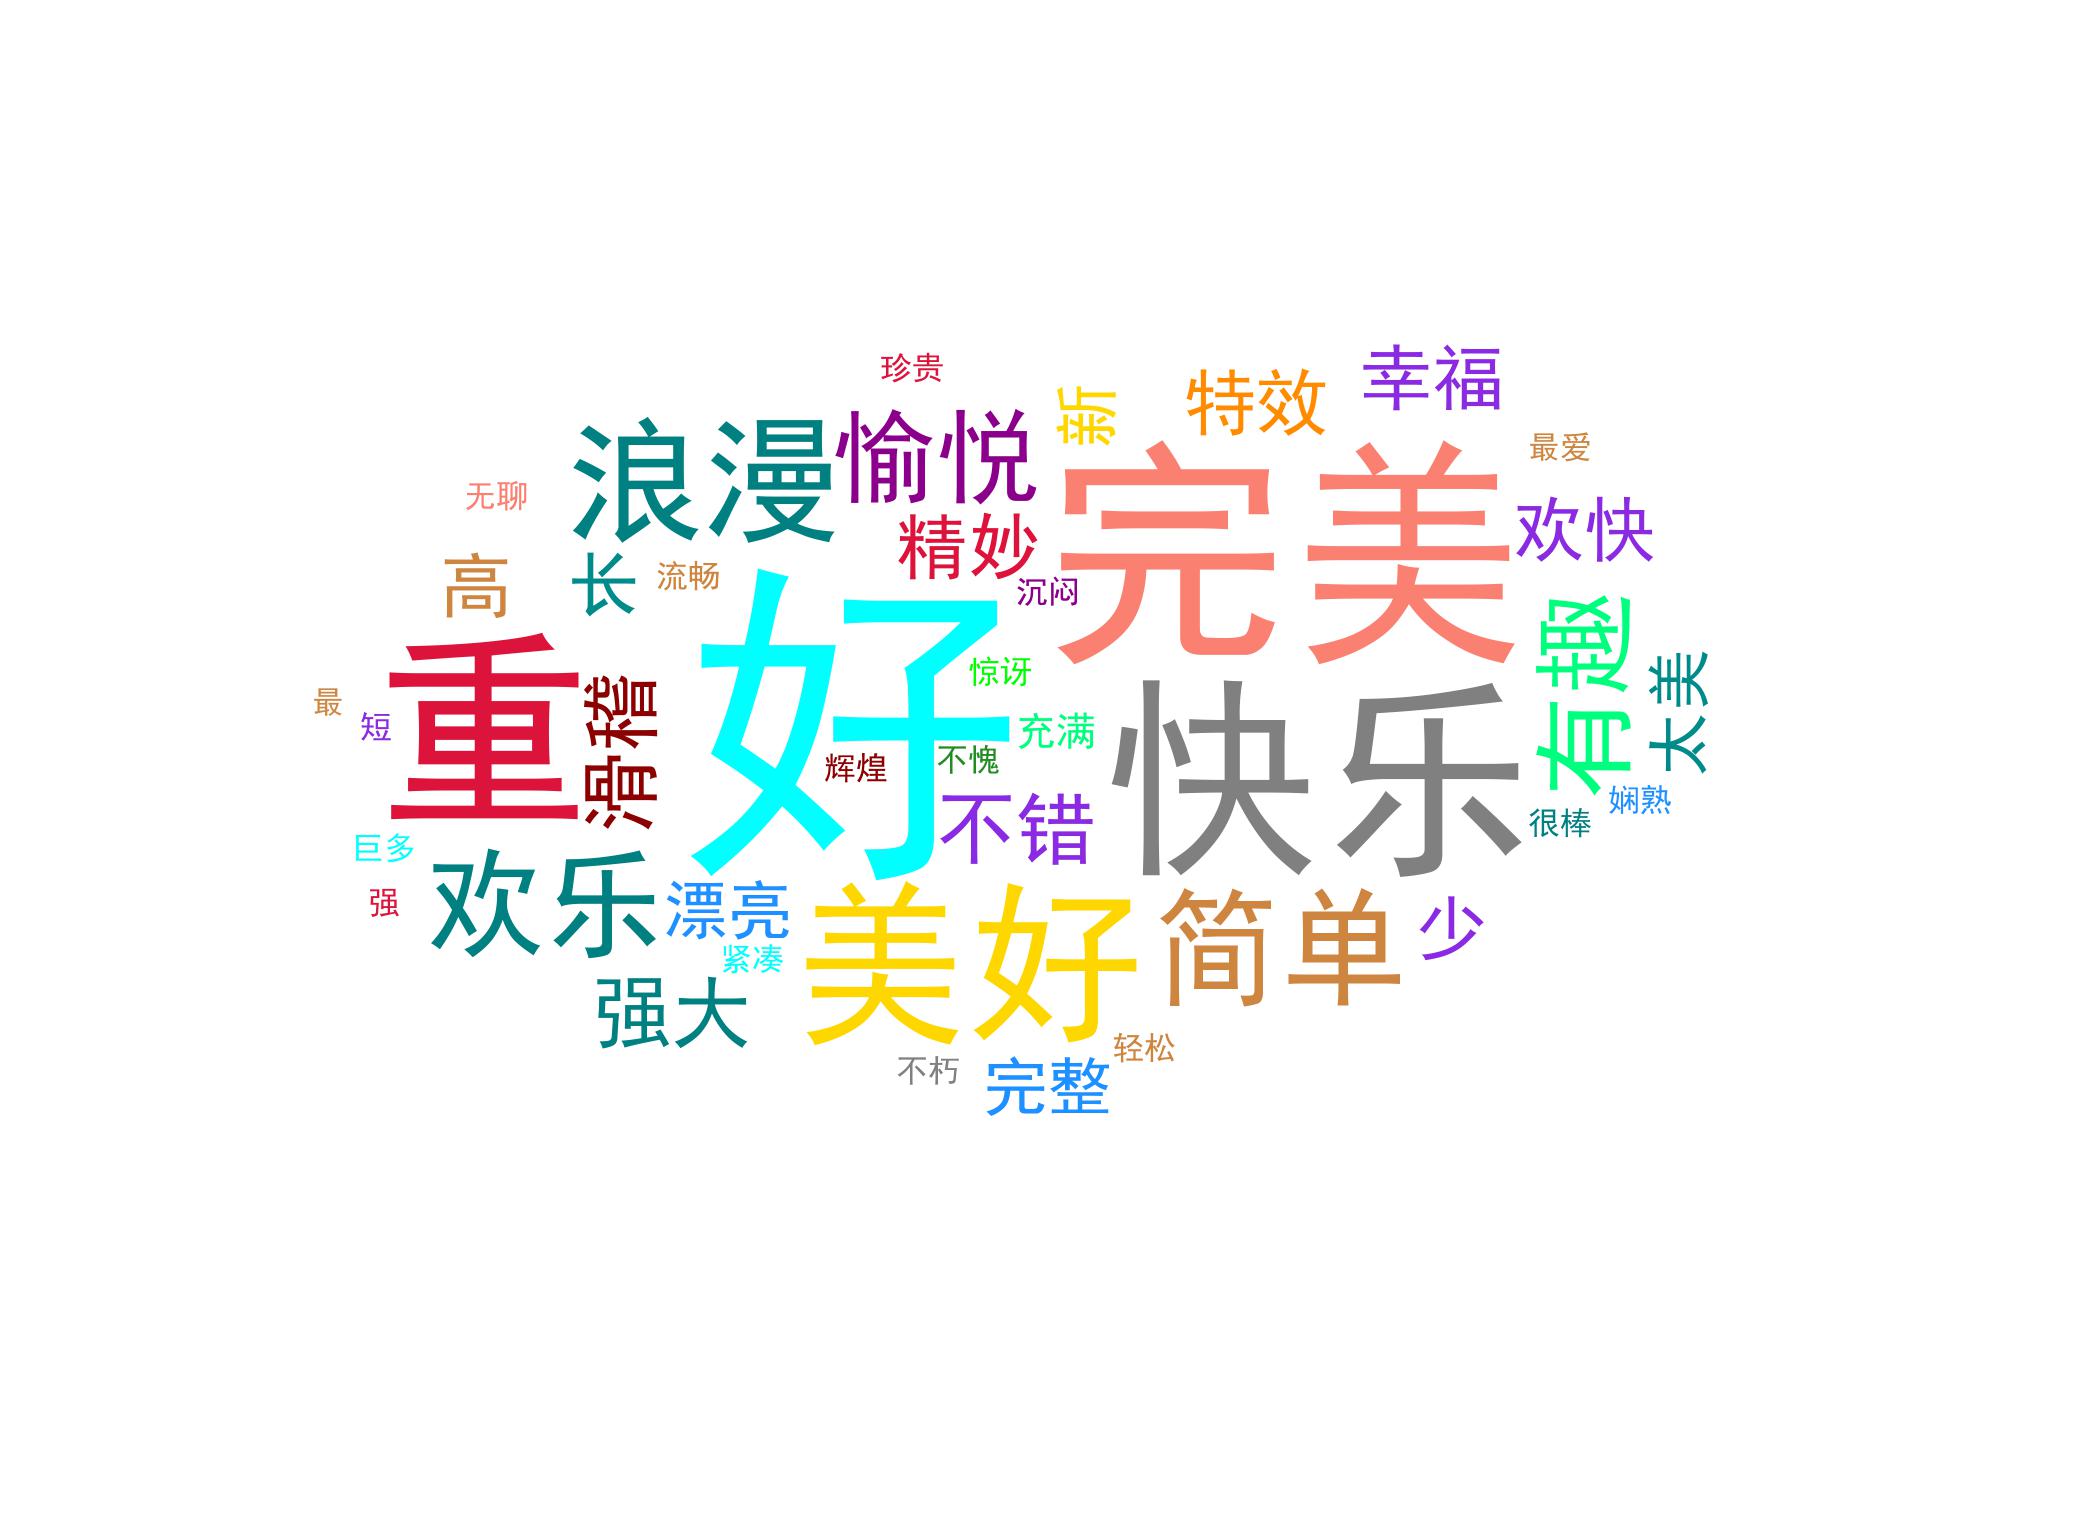 珍贵
幸福
新
特效
浪漫
愉悦
最爱
无聊
完美
欢快
精妙
高
长
流畅
沉闷
有趣
太美
重
滑稽
好
惊讶
最
短
充满
快乐
辉煌
不愧
不错
娴熟
很棒
巨多
强
欢乐
漂亮
美好
简单
少
紧凑
强大
轻松
不朽
完整